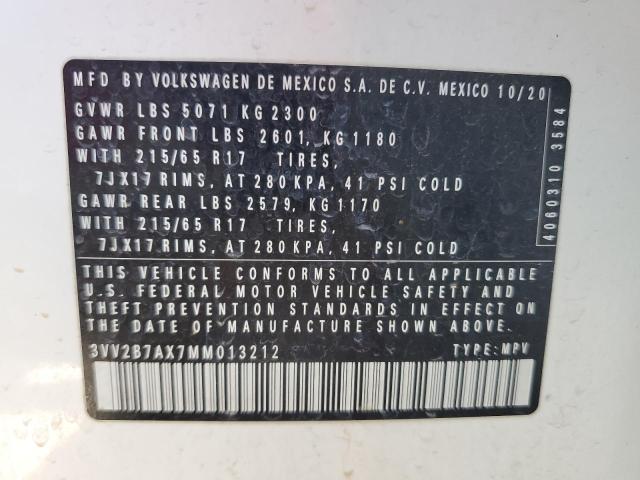 MFD BY VOLKSWAGEN DE MEXICO S.A. DE C.V. MEXICO 10/20
GVWR LBS 5071 KG 2300
GAWR FRONT LBS 2601, KG 1180
WITH 215/65 R17 TIRES,
7JX17 RIMS, AT 280 KPA, 41 PSI COLD
GAWR REAR LBS 2579, KG 1170
WITH 215/65 R17 TIRES,
7JX17 RIMS, AT 280 KPA, 41 PSI COLD
THIS VEHICLE CONFORMS TO ALL APPLICABLE
U.S. FEDERAL MOTOR VEHICLE SAFETY AND
THEFT PREVENTION STANDARDS IN EFFECT ON
THE DATE OF MANUFACTURE SHOWN ABOVE.
3VV2B7AX7MM013212 TYPE: MPV
4060310 3584